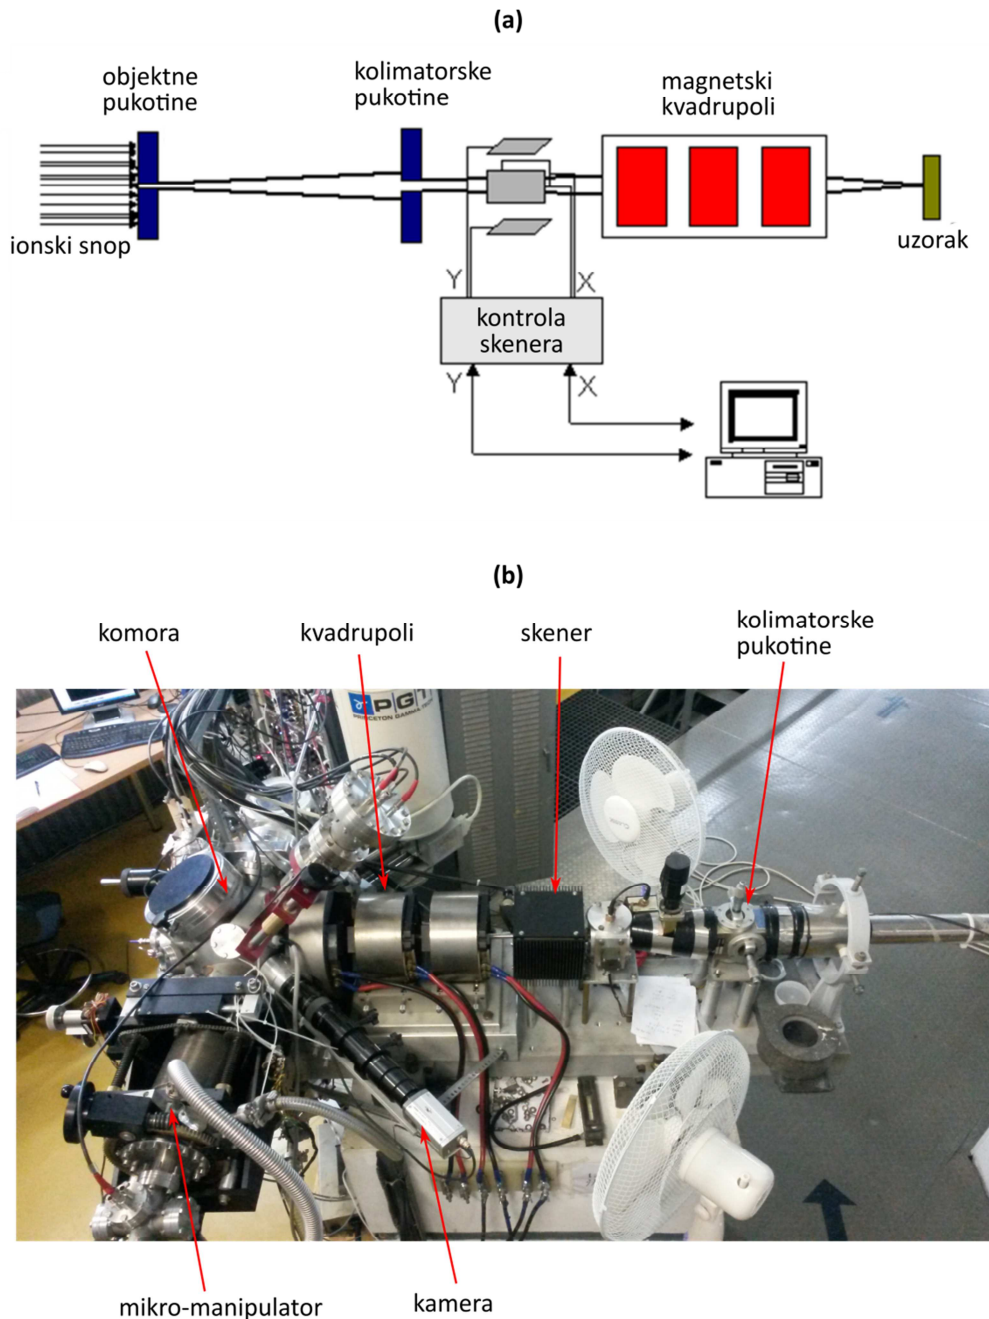 (a)
objektne
pukotine
kolimatorske
pukotine
magnetski
kvadrupoli
ionski snop
uzorak
Y
X
kontrola
skenera
Y
X
(b)
komora
kvadrupoli
skener
kolimatorske
pukotine
PGT
PRINCETON GAMMA-TECH
mikro-manipulator
kamera